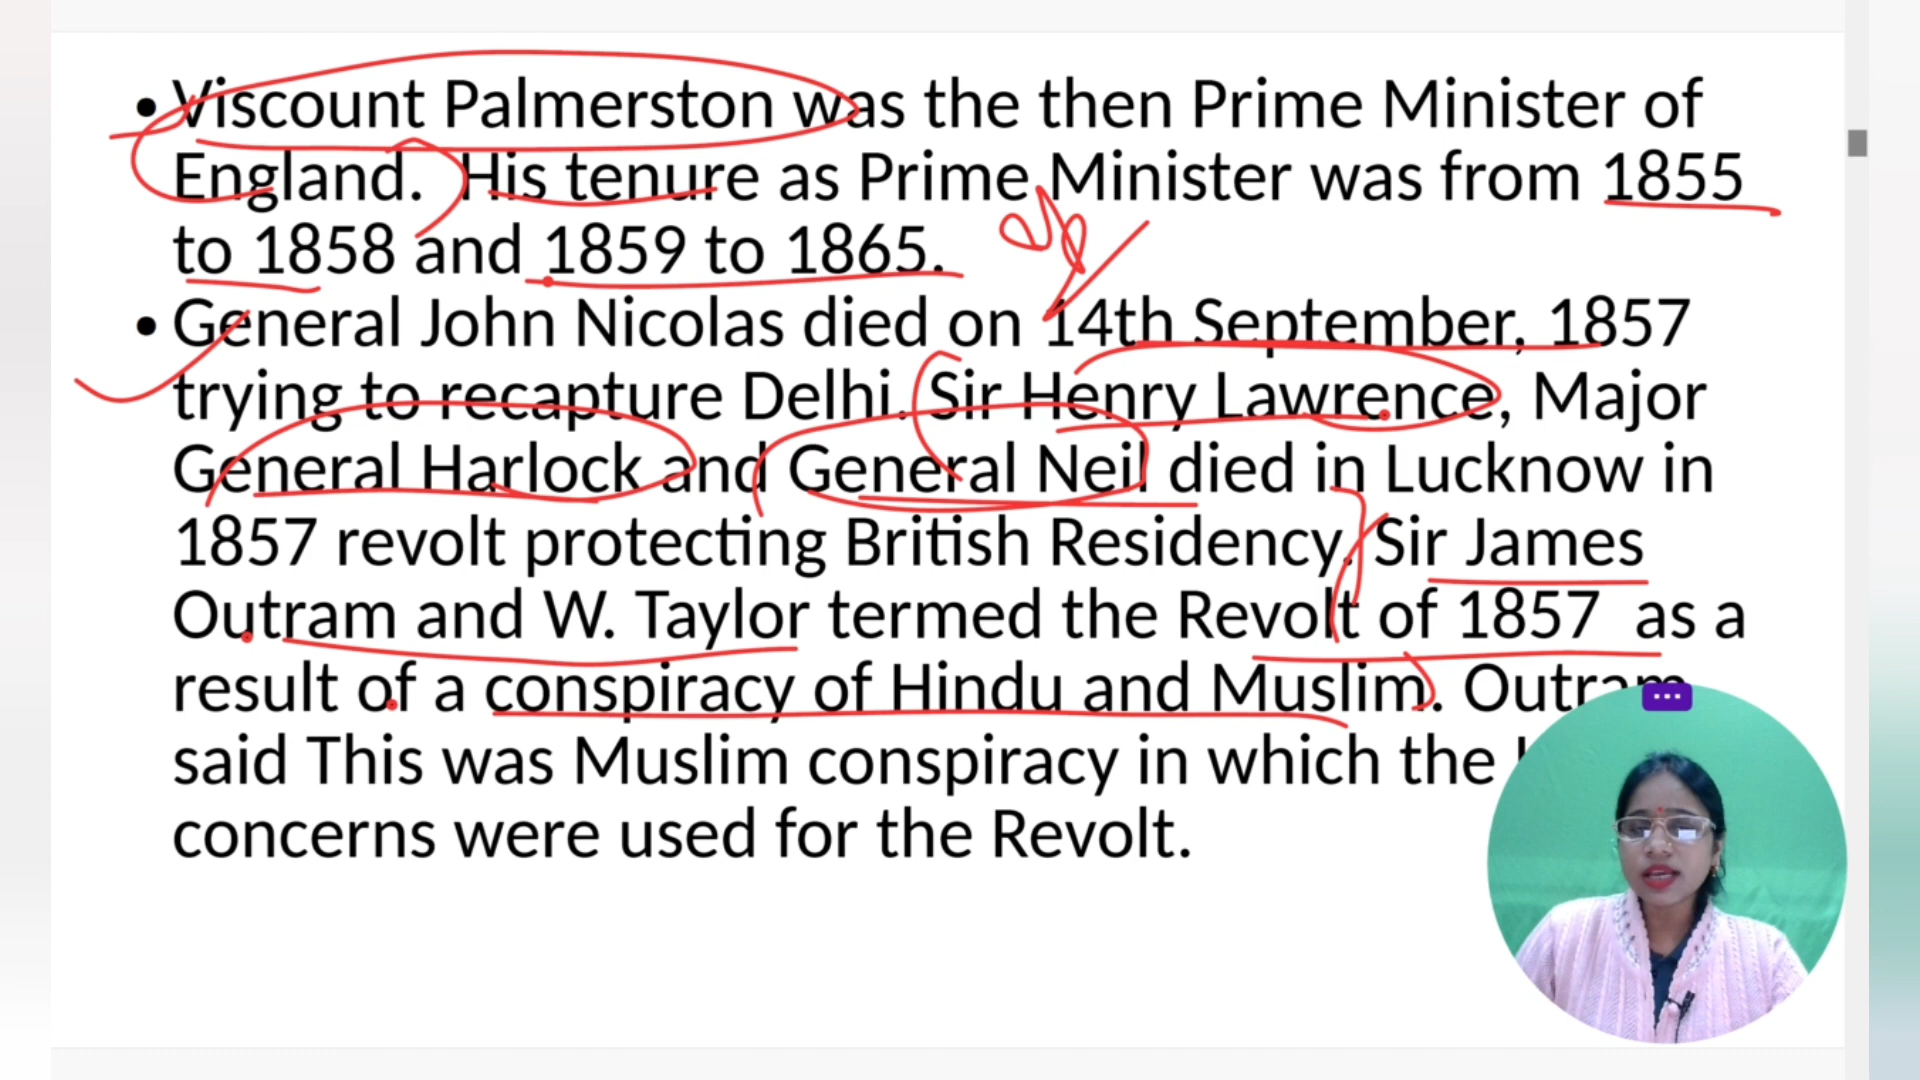 • Viscount Palmerston was the then Prime Minister of
England. His tenure as Prime Minister was from 1855
to 1858 and 1859 to 1865.
• General John Nicolas died on 14th September, 1857
trying to recapture Delhi. Sir Henry Lawrence, Major
General Harlock and General Neil died in Lucknow in
1857 revolt protecting British Residency. Sir James
Outram and W. Taylor termed the Revolt of 1857 as a
result of a conspiracy of Hindu and Muslim. Outram
said This was Muslim conspiracy in which the
concerns were used for the Revolt.